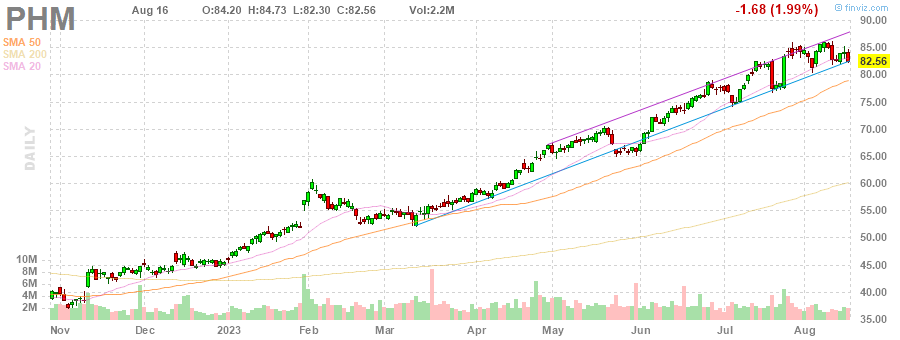 PHM
Aug 16 O:84.20 H:84.73 L:82.30 C:82.56 Vol:2.2M -1.68 (1.99%)
© finviz.com
SMA 50
SMA 200
SMA 20
DAILY
90.00
85.00
82.56
80.00
75.00
70.00
65.00
60.00
55.00
50.00
45.00
40.00
35.00
10M
8M
6M
4M
2M
Nov Dec 2023 Feb Mar Apr May Jun Jul Aug